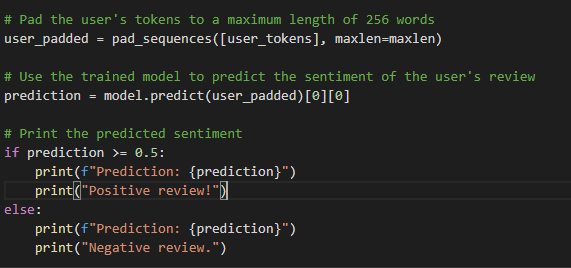 # Pad the user's tokens to a maximum length of 256 words
user_padded = pad_sequences([user_tokens], maxlen=maxlen)
# Use the trained model to predict the sentiment of the user's review
prediction = model.predict(user_padded)[0][0]
# Print the predicted sentiment
if prediction >= 0.5:
    print(f"Prediction: {prediction}")
    print("Positive review!")
else:
    print(f"Prediction: {prediction}")
    print("Negative review.")